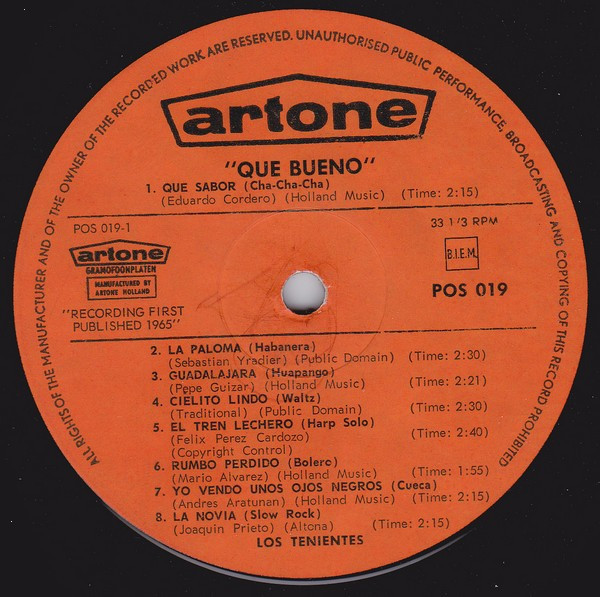 ALL RIGHTS OF THE MANUFACTURER AND OF THE OWNER OF THE RECORDED WORK ARE RESERVED. UNAUTHORISED PUBLIC PERFORMANCE, BROADCASTING AND COPYING OF THIS RECORD PROHIBITED
artone
"QUE BUENO"
1. QUE SABOR (Cha-Cha-Cha)
(Eduardo Cordero) (Holland Music) (Time: 2:15)
POS 019-1
33 1/3 RPM
artone
GRAMOFOONPLATEN
MANUFACTURED BY
ARTONE HOLLAND
B.I.E.M.
POS 019
"RECORDING FIRST
PUBLISHED 1965"
2. LA PALOMA (Habanera)
(Sebastian Yradier) (Public Domain) (Time: 2:30)
3. GUADALAJARA (Huapango)
(Pepe Guizar) (Holland Music) (Time: 2:21)
4. CIELITO LINDO (Waltz)
(Traditional) (Public Domain) (Time: 2:30)
5. EL TREN LECHERO (Harp Solo)
(Felix Perez Cardozo) (Time: 2:40)
(Copyright Control)
6. RUMBO PERDIDO (Bolero)
(Mario Alvarez) (Holland Music) (Time: 1:55)
7. YO VENDO UNOS OJOS NEGROS (Cueca)
(Andres Aratunan) (Holland Music) (Time: 2:15)
8. LA NOVIA (Slow Rock)
(Joaquin Prieto) (Altona) (Time: 2:15)
LOS TENIENTES